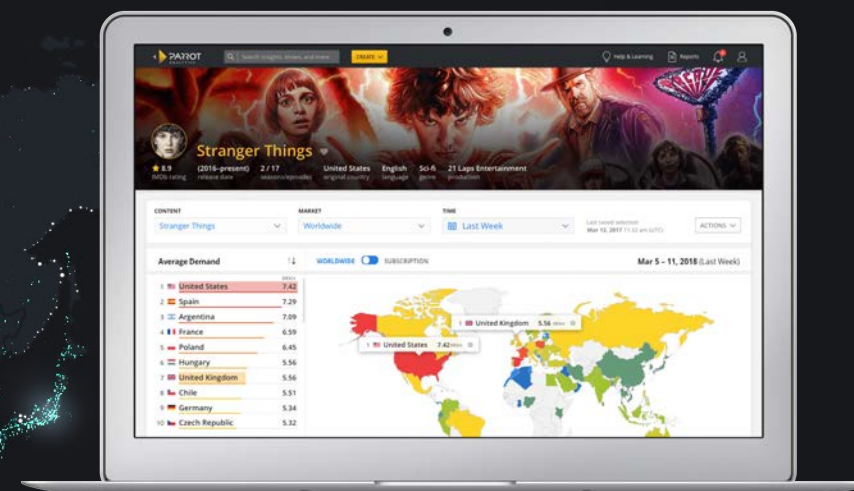 PARROT
ANALYTICS
Search insights, shows, and more
CREATE
Help & Learning
Reports
Stranger Things
8.9 (2016-present) 2 / 17 United States English Sci-fi 21 Laps Entertainment
IMDb rating release date seasons/episodes original country language genre production
CONTENT MARKET TIME
Stranger Things Worldwide Last Week
Last saved selection
Mar 12, 2017 11:32 am (UTC)
ACTIONS
Average Demand WORLDWIDE SUBSCRIPTION Mar 5 – 11, 2018 (Last Week)
1 United States 7.42
2 Spain 7.29
3 Argentina 7.09
4 France 6.59
5 Poland 6.45
6 Hungary 5.56
7 United Kingdom 5.56
8 Chile 5.51
9 Germany 5.34
10 Czech Republic 5.32
1 United Kingdom 5.56
1 United States 7.42